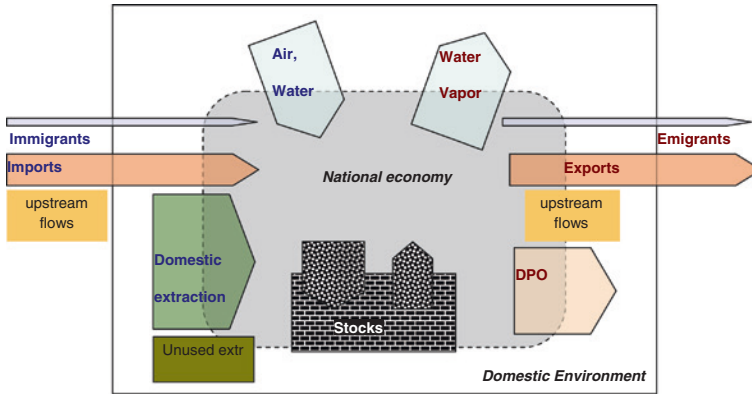 Air,
Water
Water
Vapor
Immigrants
Emigrants
Imports
Exports
National economy
upstream
flows
upstream
flows
Domestic
extraction
DPO
Stocks
Unused extr
Domestic Environment